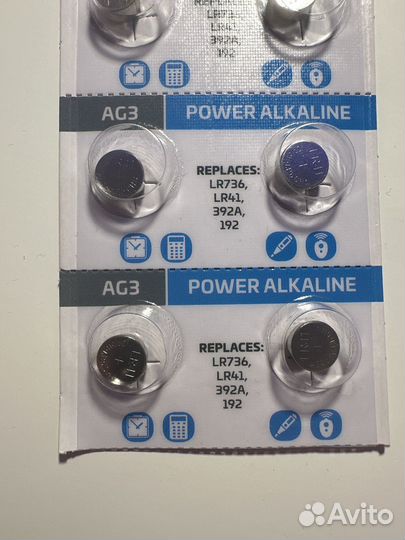 REPLACES:
LR736,
LR41,
392A,
192
AG3 POWER ALKALINE
REPLACES:
LR736,
LR41,
392A,
192
AG3 POWER ALKALINE
REPLACES:
LR736,
LR41,
392A,
192
Avito